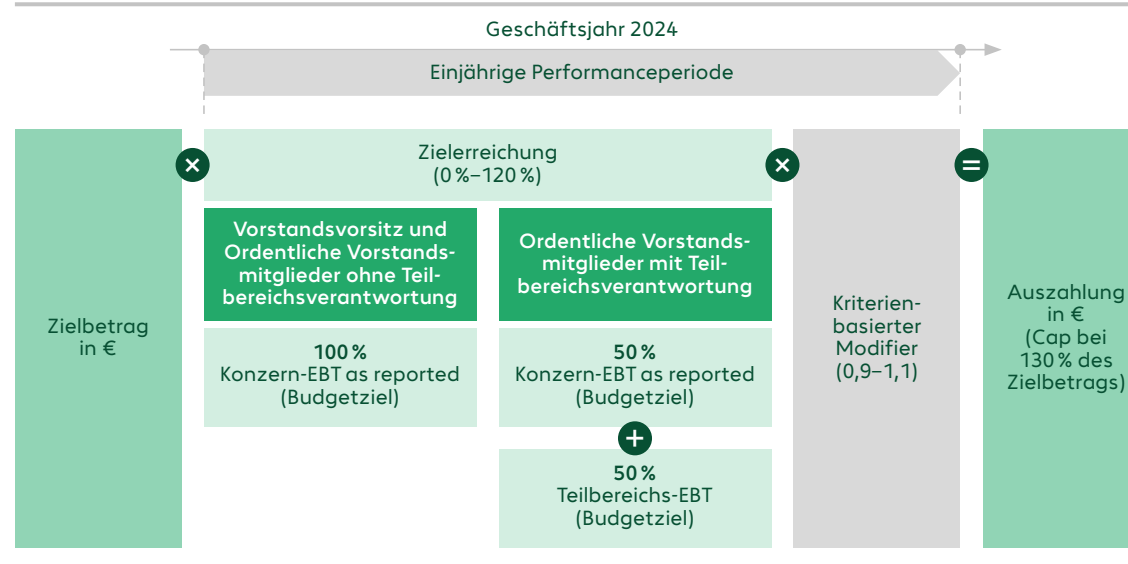 Geschäftsjahr 2024
Einjährige Performanceperiode
Zielbetrag
in €
×
Zielerreichung
(0 %–120 %)
Vorstandsvorsitz und
Ordentliche Vorstands-
mitglieder ohne Teil-
bereichsverantwortung
100 %
Konzern-EBT as reported
(Budgetziel)
Ordentliche Vorstands-
mitglieder mit Teil-
bereichsverantwortung
50 %
Konzern-EBT as reported
(Budgetziel)
+
50 %
Teilbereichs-EBT
(Budgetziel)
×
Kriterien-
basierter
Modifier
(0,9–1,1)
=
Auszahlung
in €
(Cap bei
130 % des
Zielbetrags)